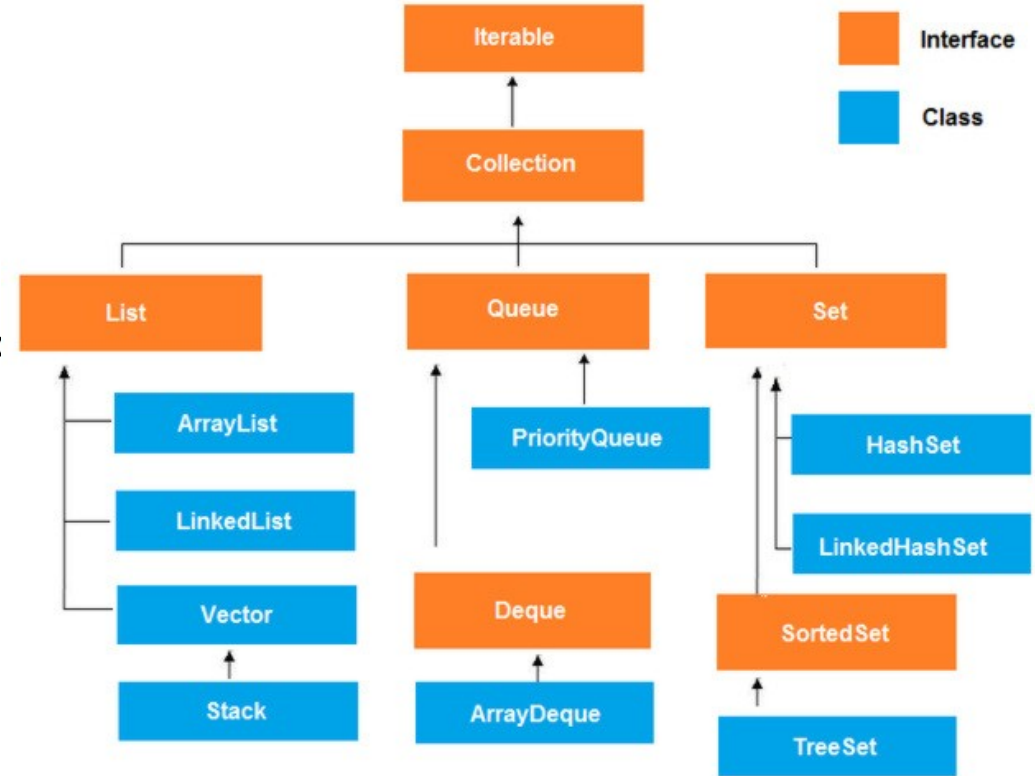 Iterable
Interface
Class
Collection
List
Queue
Set
ArrayList
PriorityQueue
HashSet
LinkedList
LinkedHashSet
Vector
Deque
SortedSet
Stack
ArrayDeque
TreeSet